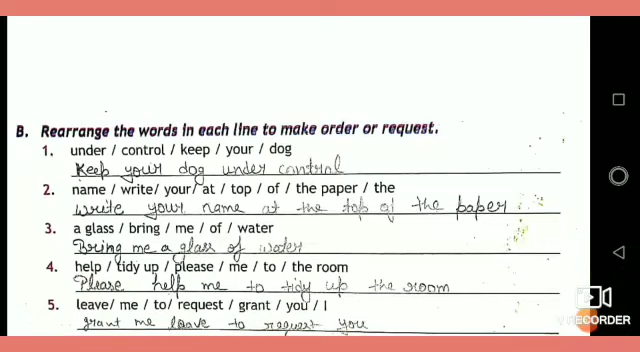 B. Rearrange the words in each line to make order or request.
1. under / control / keep / your / dog
Keep your dog under control
2. name / write/ your/ at / top / of / the paper / the
Write your name at the top of the paper
3. a glass / bring / me / of / water
Bring me a glass of water
4. help / tidy up / please / me / to / the room
Please help me to tidy up the room
5. leave/ me / to/ request / grant / you / I
grant me leave to request you
RECORDER